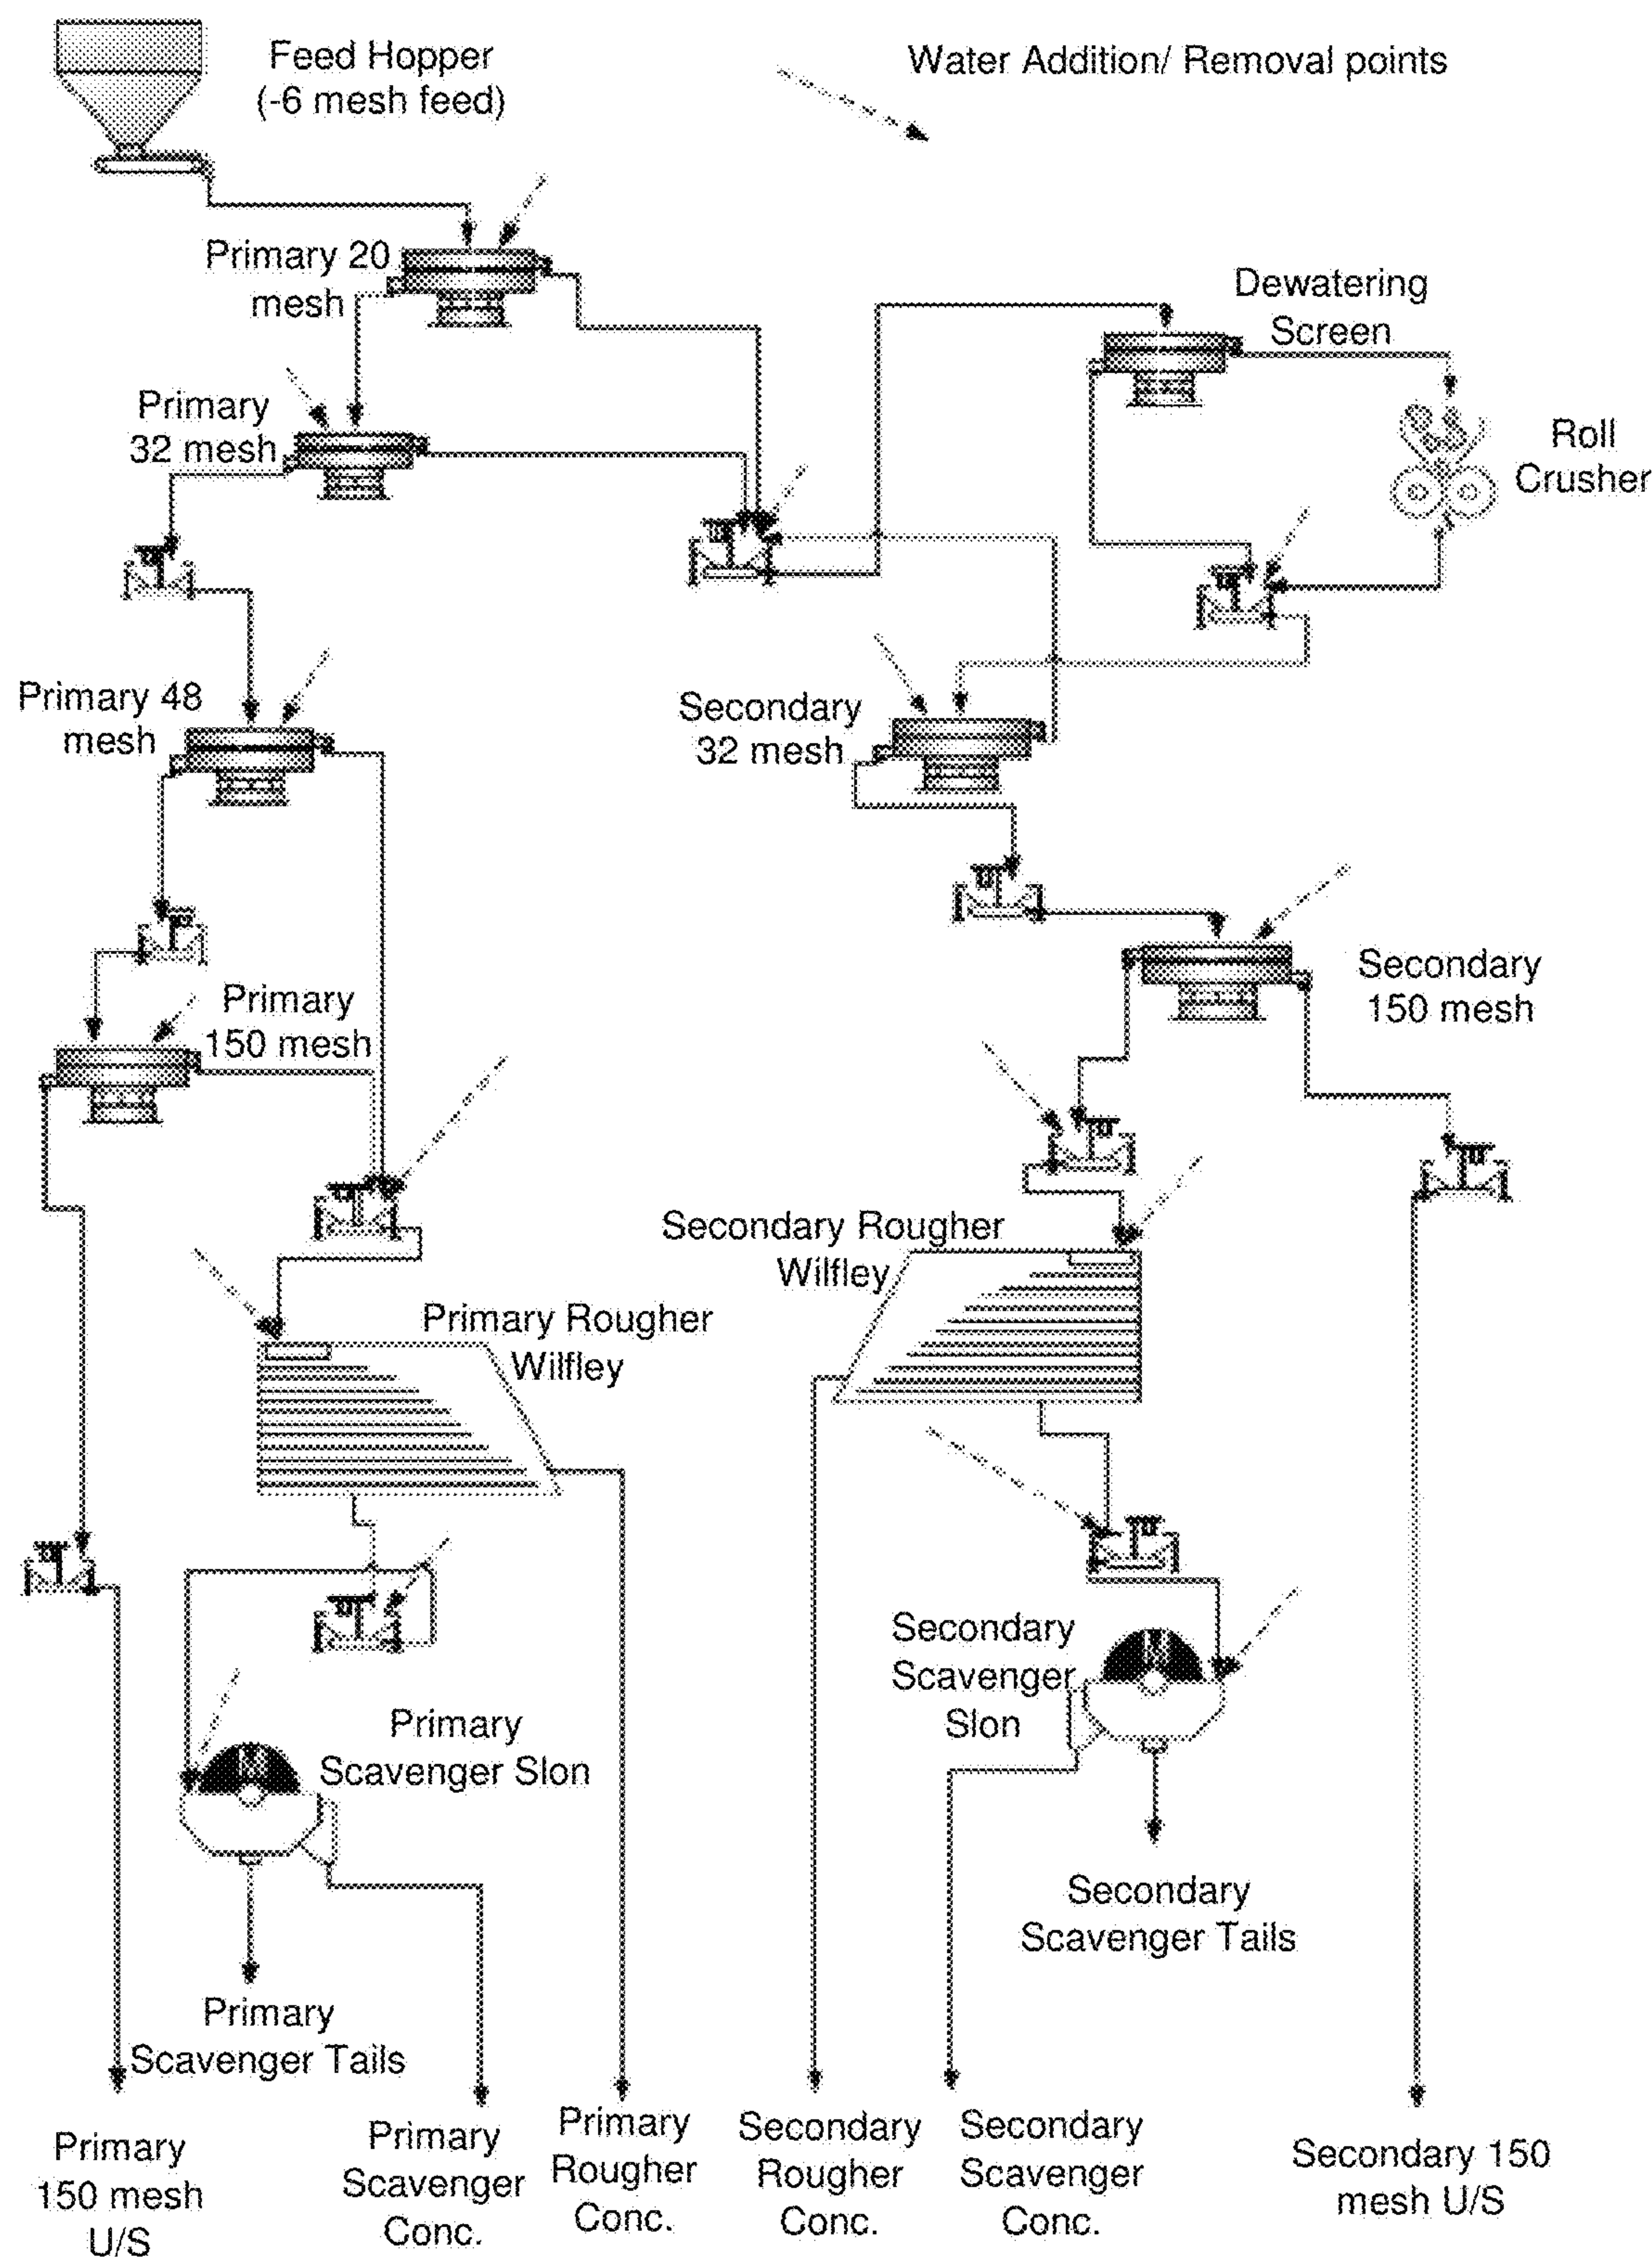 Feed Hopper
(-6 mesh feed)
Water Addition/ Removal points
Primary 20
mesh
Dewatering
Screen
Primary
32 mesh
Roll
Crusher
Primary 48
mesh
Secondary
32 mesh
Secondary
150 mesh
Primary
150 mesh
Secondary Rougher
Wilfley
Primary Rougher
Wilfley
Secondary
Scavenger
Slon
Primary
Scavenger Slon
Secondary
Scavenger Tails
Primary
Scavenger Tails
Primary
150 mesh
U/S
Primary
Scavenger
Conc.
Primary
Rougher
Conc.
Secondary
Rougher
Conc.
Secondary
Scavenger
Conc.
Secondary 150
mesh U/S